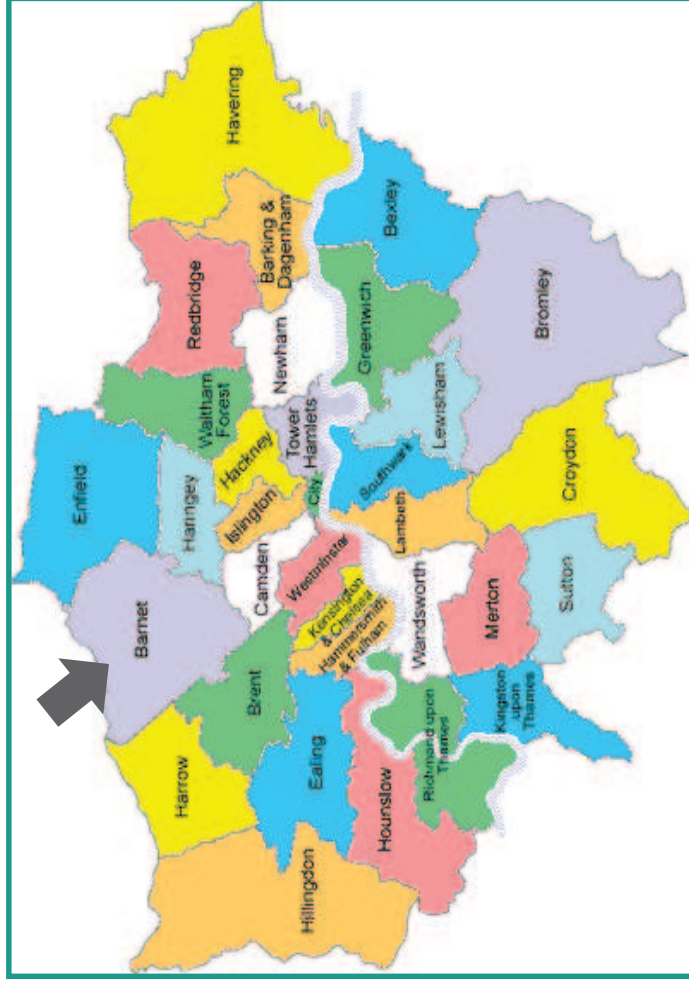 Enfield
Barnet
Haringey
Waltham
Forest
Redbridge
Havering
Harrow
Brent
Camden
Islington
Hackney
Barking &
Dagenham
Hillingdon
Ealing
Westminster
City
Tower
Hamlets
Newham
Kensington
& Chelsea
Hammersmith
& Fulham
Hounslow
Richmand upon
Thames
Wandsworth
Lambeth
Southwark
Lewisham
Greenwich
Bexley
Kingston
upon
Thames
Merton
Sutton
Croydon
Bromley